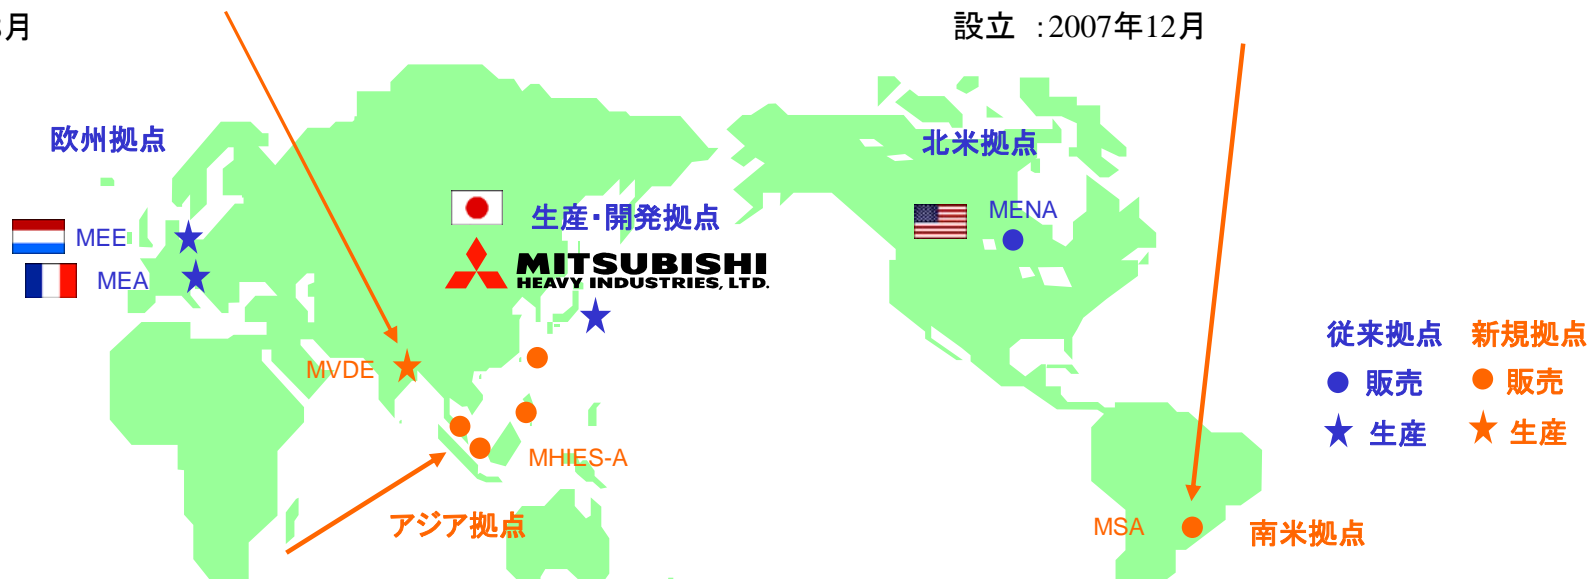 月
設立 :2007年12月
欧州拠点
北米拠点
生産・開発拠点
MENA
MEE
MITSUBISHI
HEAVY INDUSTRIES, LTD.
MEA
従来拠点 新規拠点
MVDE
販売 販売
生産 生産
MHIES-A
アジア拠点
MSA
南米拠点